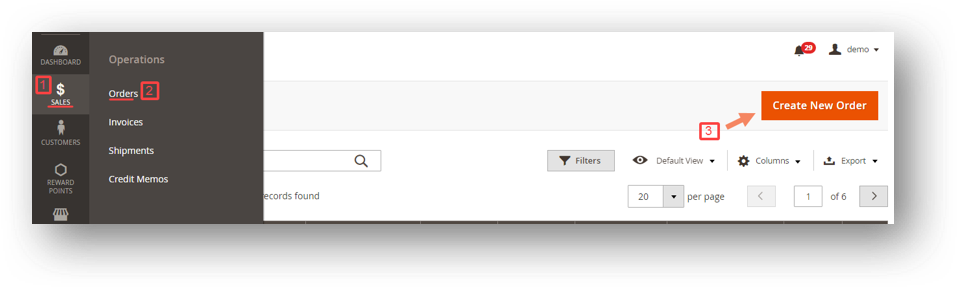 DASHBOARD
1
$
SALES
CUSTOMERS
REWARD
POINTS
Operations
Orders 2
Invoices
Shipments
Credit Memos
29 demo
Create New Order
3
Filters Default View Columns Export
ecords found 20 per page 1 of 6